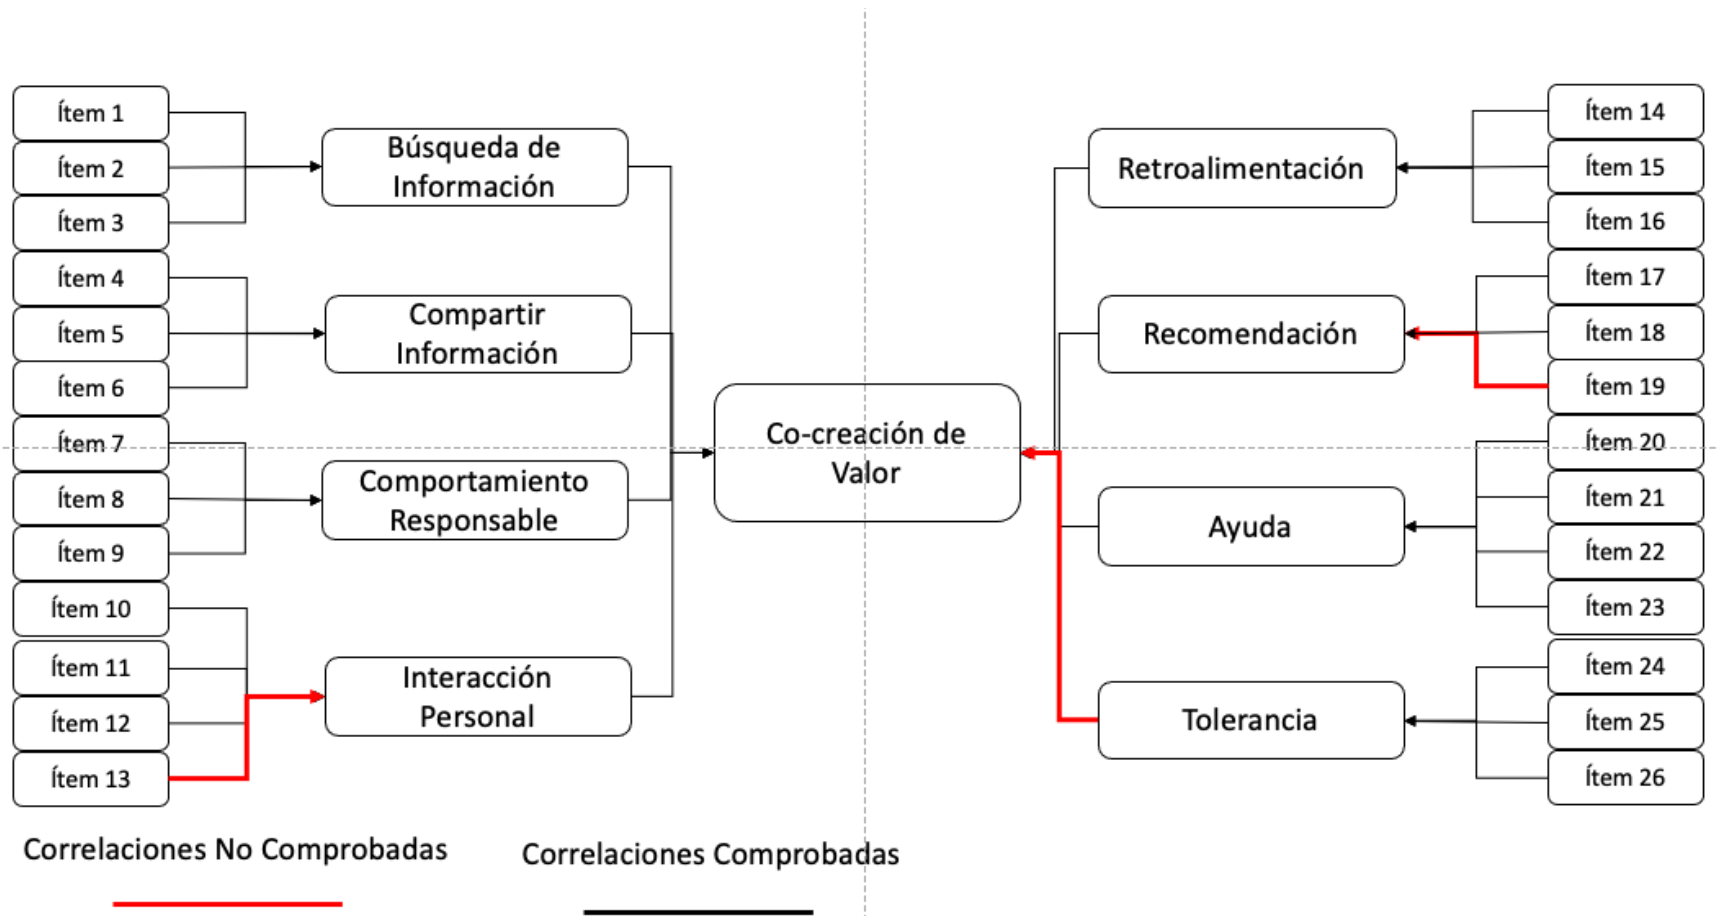 Ítem 1
Ítem 2
Ítem 3
Ítem 4
Ítem 5
Ítem 6
Ítem 7
Ítem 8
Ítem 9
Ítem 10
Ítem 11
Ítem 12
Ítem 13
Búsqueda de
Información
Compartir
Información
Comportamiento
Responsable
Interacción
Personal
Co-creación de
Valor
Retroalimentación
Recomendación
Ayuda
Tolerancia
Ítem 14
Ítem 15
Ítem 16
Ítem 17
Ítem 18
Ítem 19
Ítem 20
Ítem 21
Ítem 22
Ítem 23
Ítem 24
Ítem 25
Ítem 26
Correlaciones No Comprobadas
Correlaciones Comprobadas